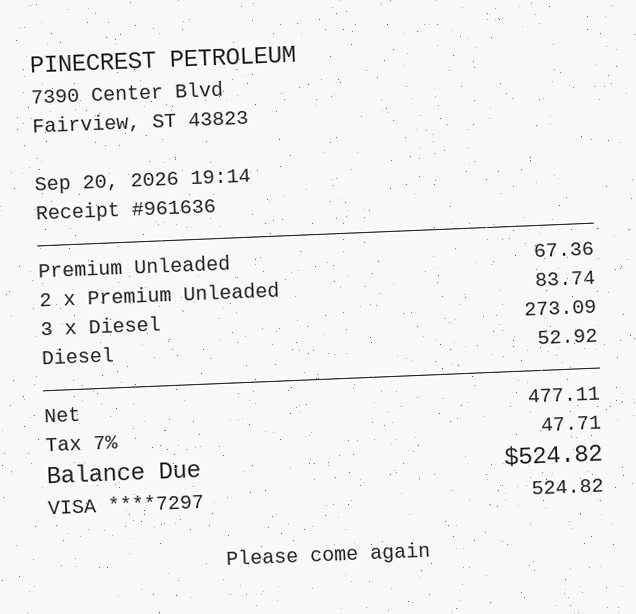 PINECREST PETROLEUM
7390 Center Blvd
Fairview, ST 43823
Sep 20, 2026 19:14
Receipt #961636
Premium Unleaded 67.36
2 x Premium Unleaded 83.74
3 x Diesel 273.09
Diesel 52.92
Net 477.11
Tax 7% 47.71
Balance Due $524.82
VISA ****7297 524.82
Please come again